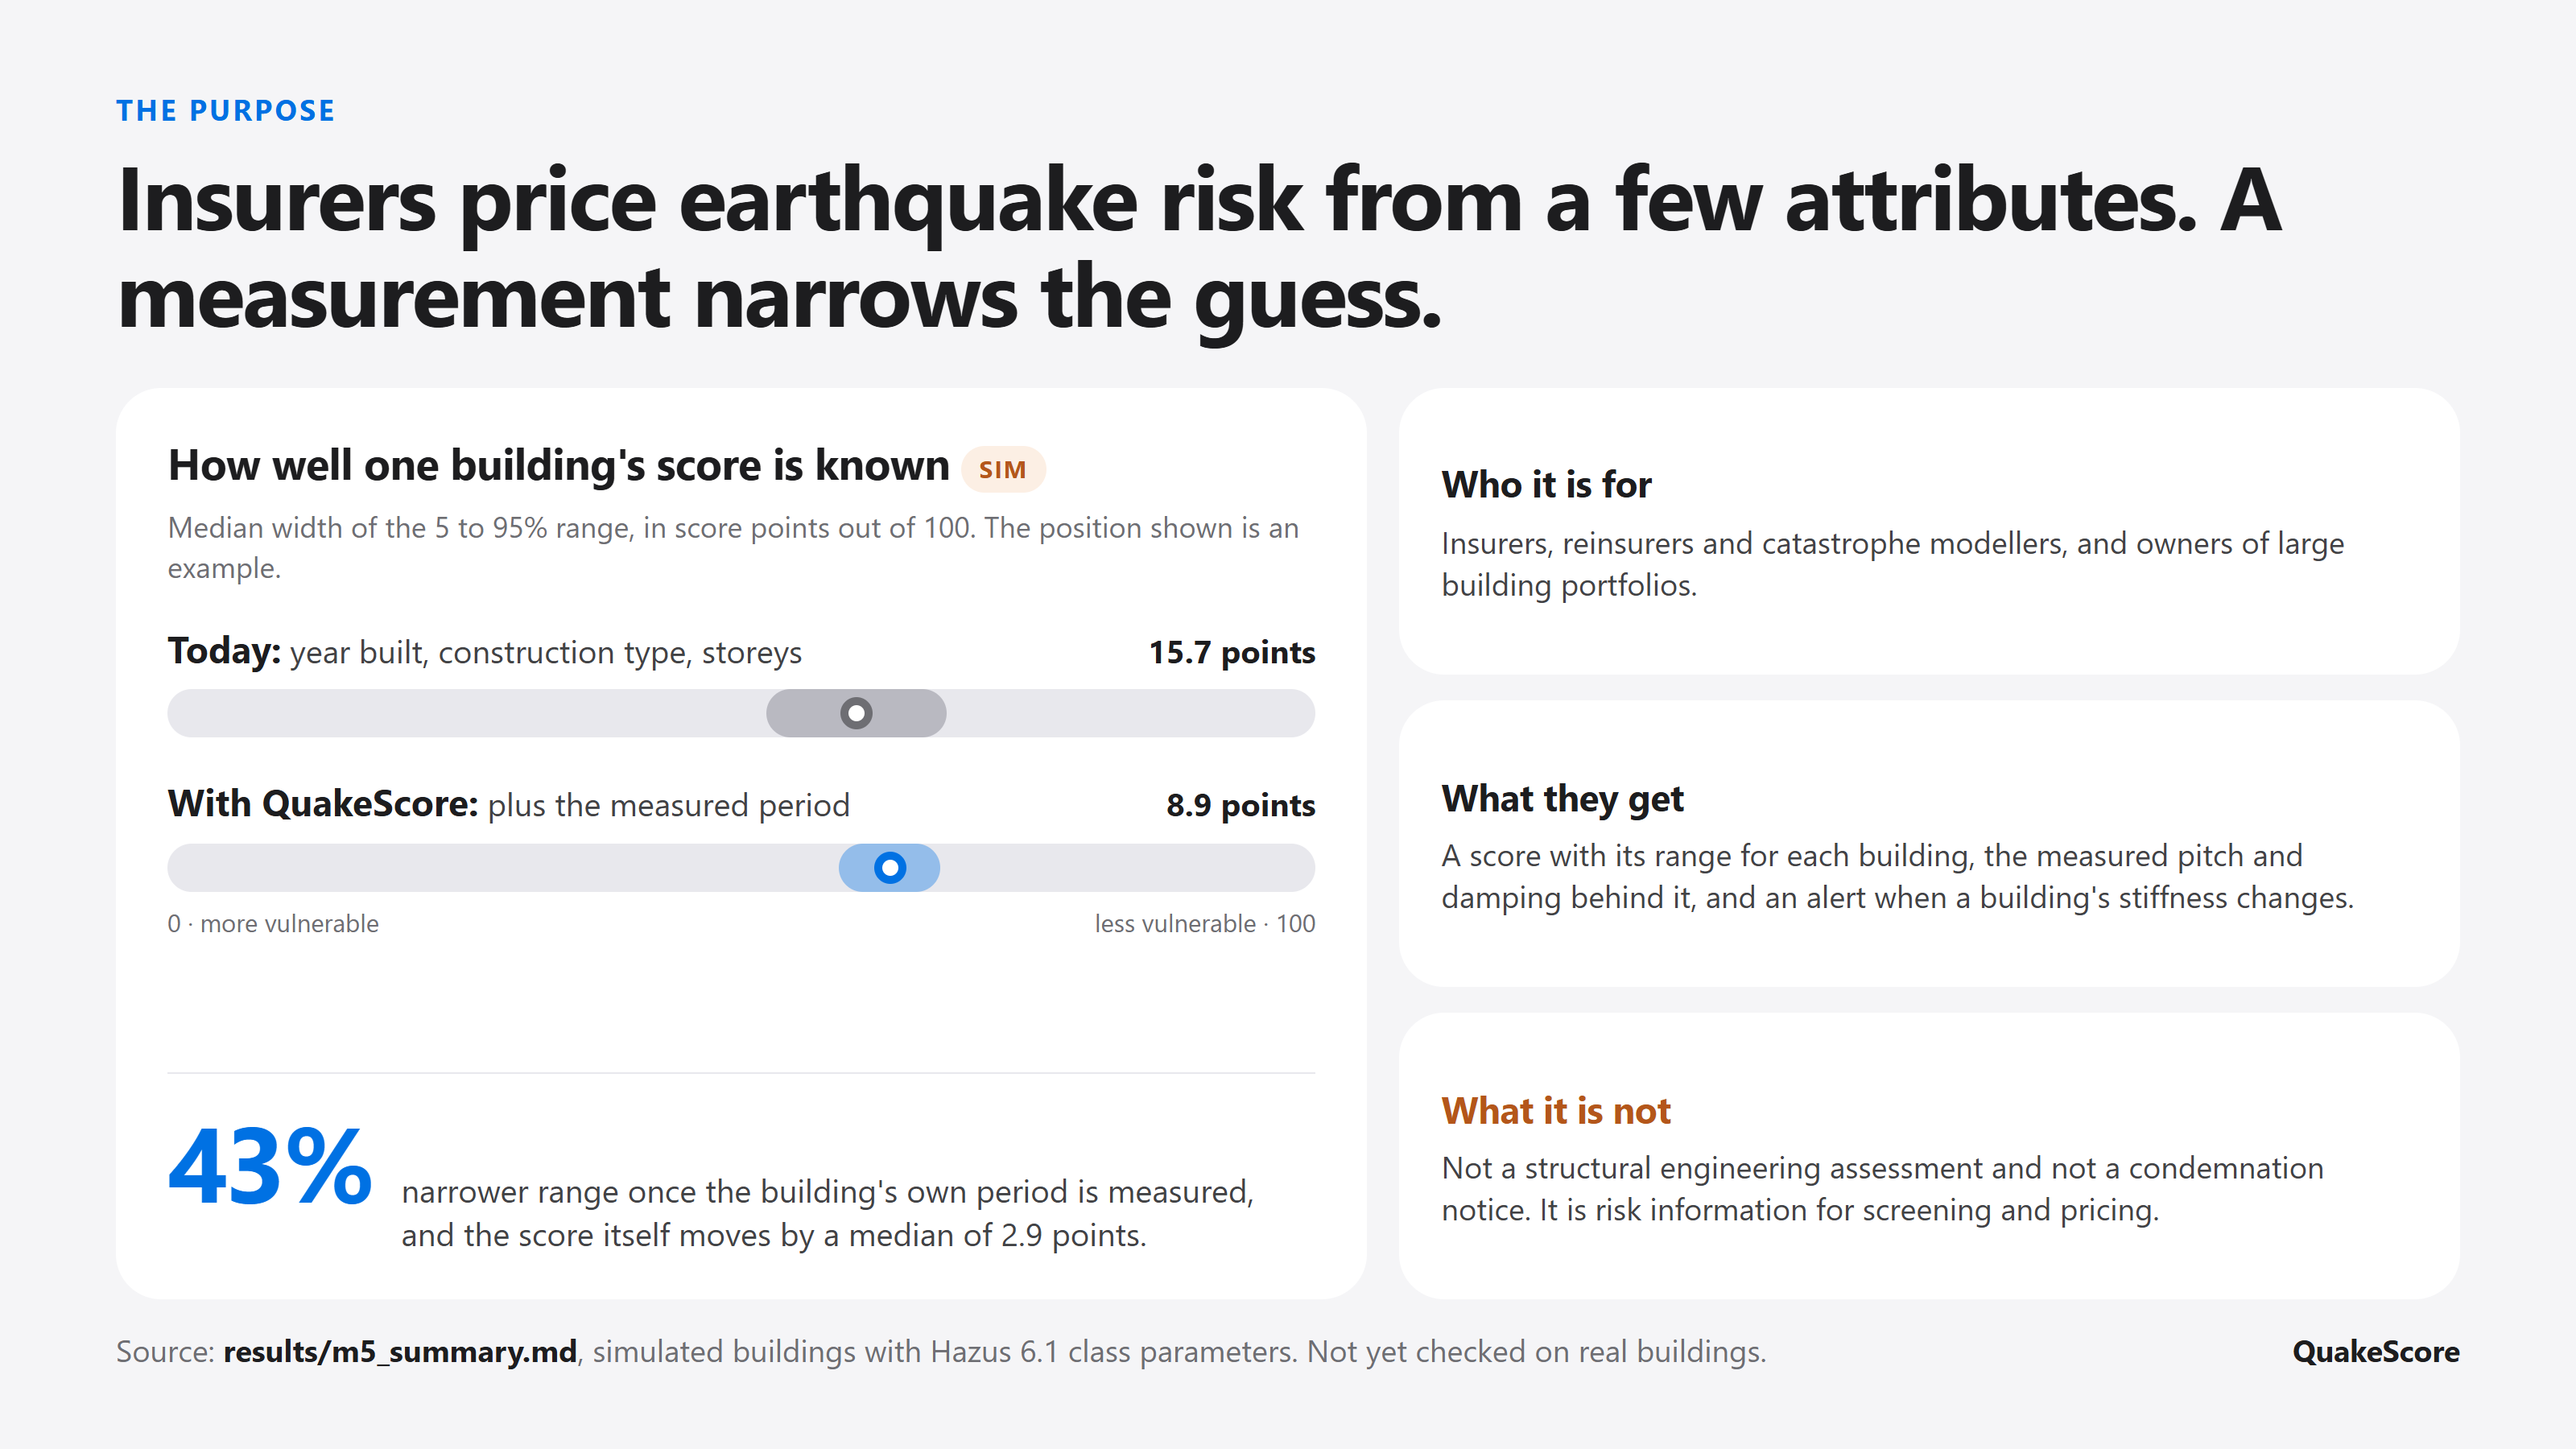 THE PURPOSE
Insurers price earthquake risk from a few attributes. A
measurement narrows the guess.
How well one building's score is known SIM
Median width of the 5 to 95% range, in score points out of 100. The position shown is an
example.
Today: year built, construction type, storeys 15.7 points
With QuakeScore: plus the measured period 8.9 points
0 · more vulnerable less vulnerable · 100
43% narrower range once the building's own period is measured,
and the score itself moves by a median of 2.9 points.
Who it is for
Insurers, reinsurers and catastrophe modellers, and owners of large
building portfolios.
What they get
A score with its range for each building, the measured pitch and
damping behind it, and an alert when a building's stiffness changes.
What it is not
Not a structural engineering assessment and not a condemnation
notice. It is risk information for screening and pricing.
Source: results/m5_summary.md, simulated buildings with Hazus 6.1 class parameters. Not yet checked on real buildings.
QuakeScore